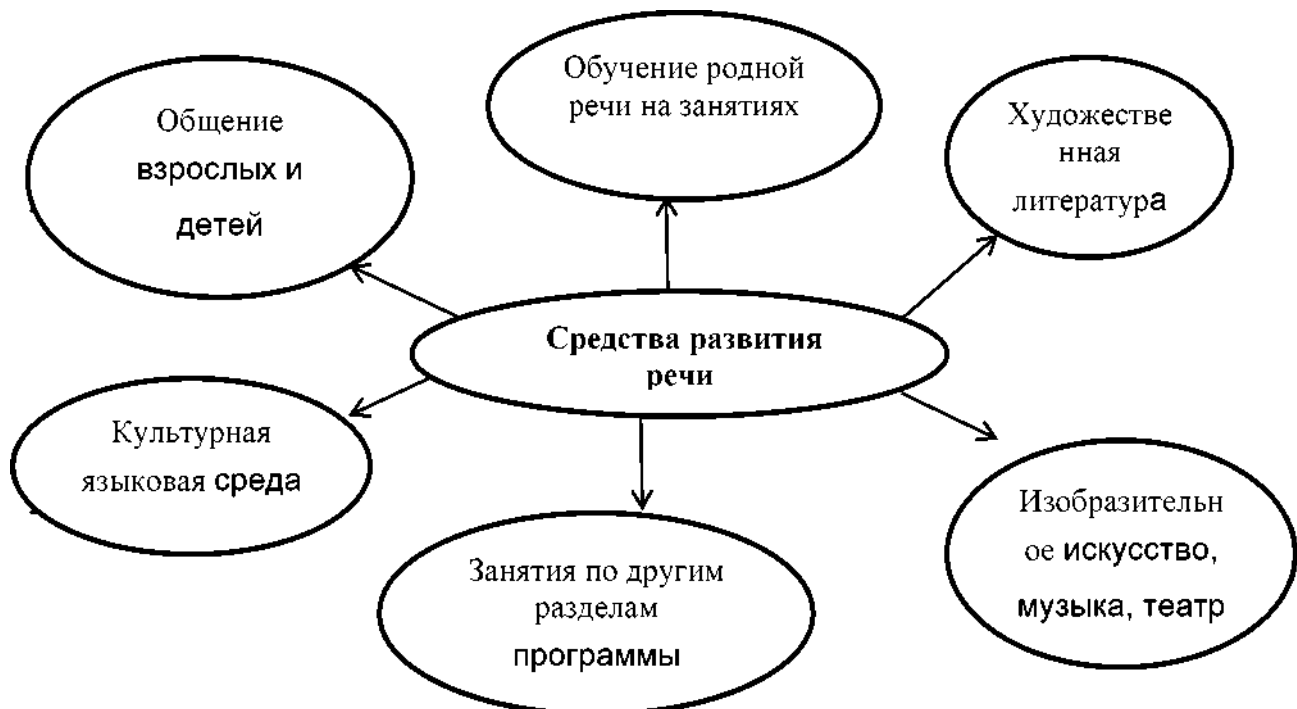 Обучение родной
речи на занятиях
Общение
взрослых и
детей
Художестве
нная
литература
Средства развития
речи
Культурная
языковая среда
Изобразительн
ое искусство,
музыка, театр
Занятия по другим
разделам
программы